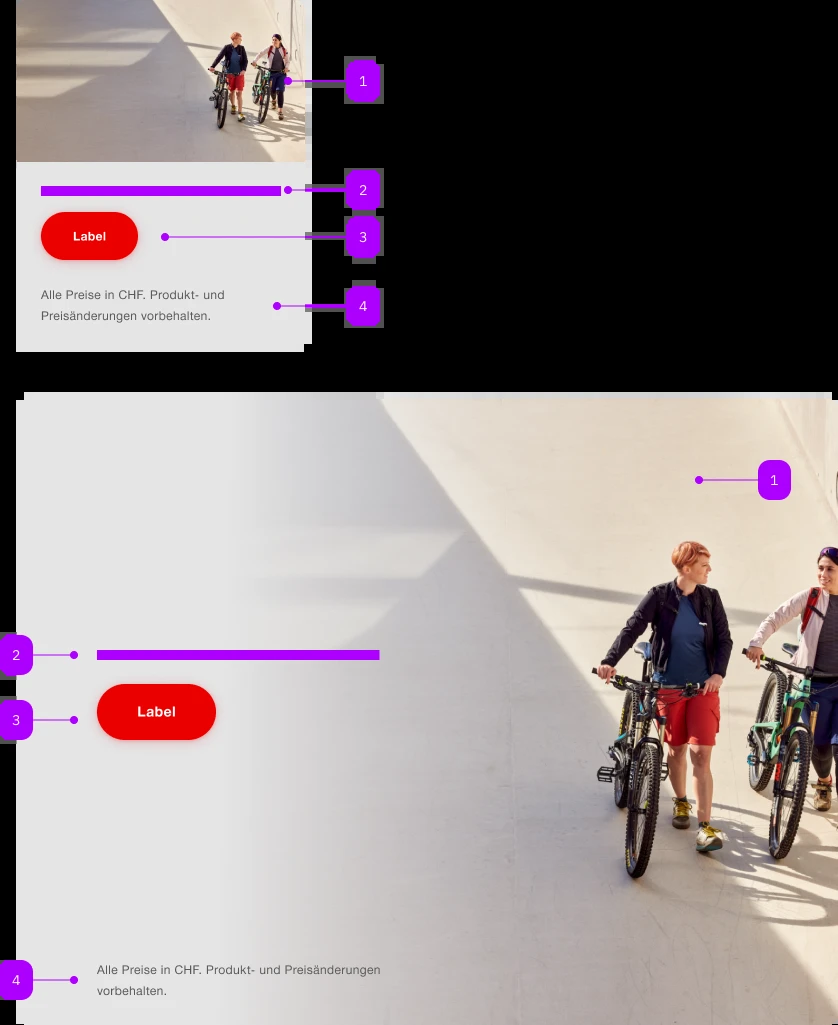 1
2
Label
3
Alle Preise in CHF. Produkt- und
Preisänderungen vorbehalten.
4
1
2
Label
3
Alle Preise in CHF. Produkt- und Preisänderungen
vorbehalten.
4